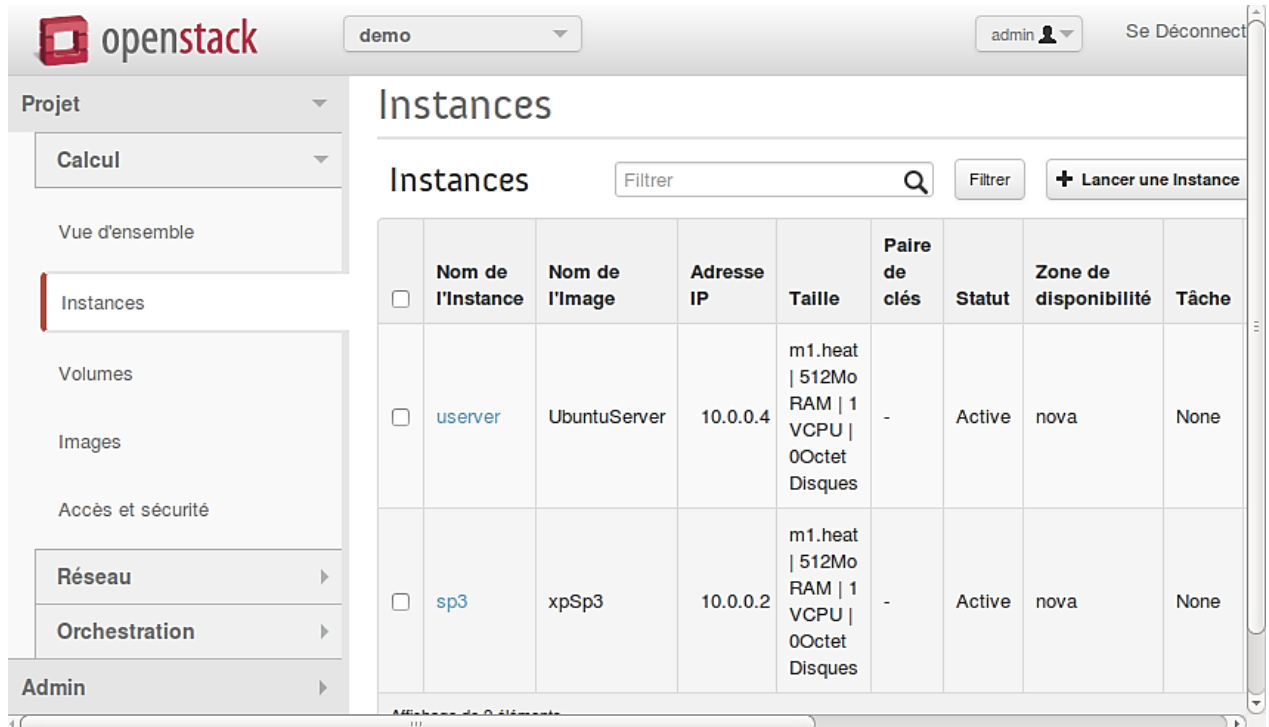 openstack
demo
admin
Se Déconnect
Projet
Calcul
Vue d'ensemble
Instances
Volumes
Images
Accès et sécurité
Réseau
Orchestration
Admin
Instances
Instances
Filtrer
Filtrer
+ Lancer une Instance
Nom de l'Instance
Nom de l'Image
Adresse IP
Taille
Paire de clés
Statut
Zone de disponibilité
Tâche
userver
UbuntuServer
10.0.0.4
m1.heat
| 512Mo
RAM | 1
VCPU |
0Octet
Disques
-
Active
nova
None
sp3
xpSp3
10.0.0.2
m1.heat
| 512Mo
RAM | 1
VCPU |
0Octet
Disques
-
Active
nova
None